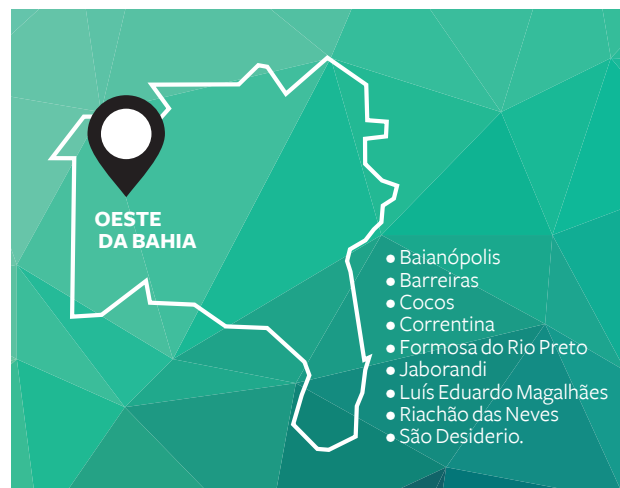 OESTE
DA BAHIA
• Baianópolis
• Barreiras
• Cocos
• Correntina
• Formosa do Rio Preto
• Jaborandi
• Luís Eduardo Magalhães
• Riachão das Neves
• São Desiderio.